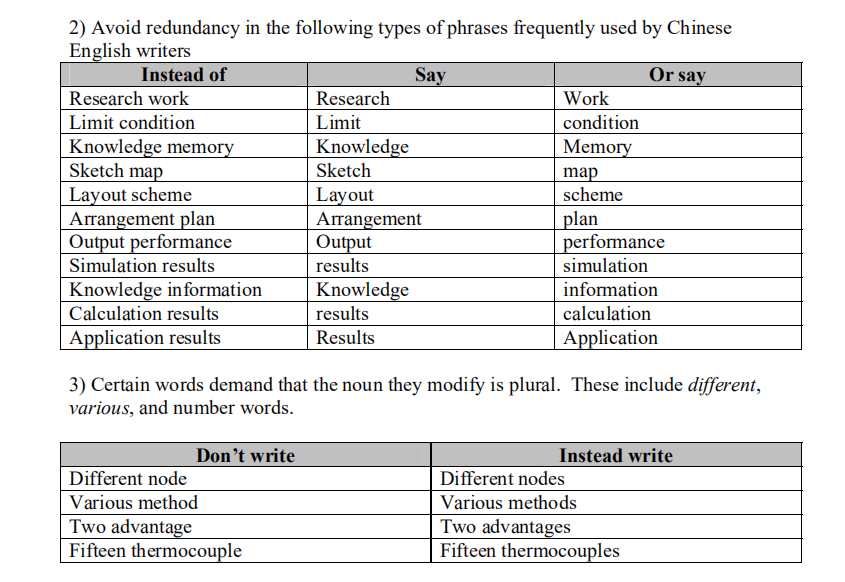 2) Avoid redundancy in the following types of phrases frequently used by Chinese
English writers
Instead of Say Or say
Research work Research Work
Limit condition Limit condition
Knowledge memory Knowledge Memory
Sketch map Sketch map
Layout scheme Layout scheme
Arrangement plan Arrangement plan
Output performance Output performance
Simulation results results simulation
Knowledge information Knowledge information
Calculation results results calculation
Application results Results Application
3) Certain words demand that the noun they modify is plural. These include different,
various, and number words.
Don’t write Instead write
Different node Different nodes
Various method Various methods
Two advantage Two advantages
Fifteen thermocouple Fifteen thermocouples